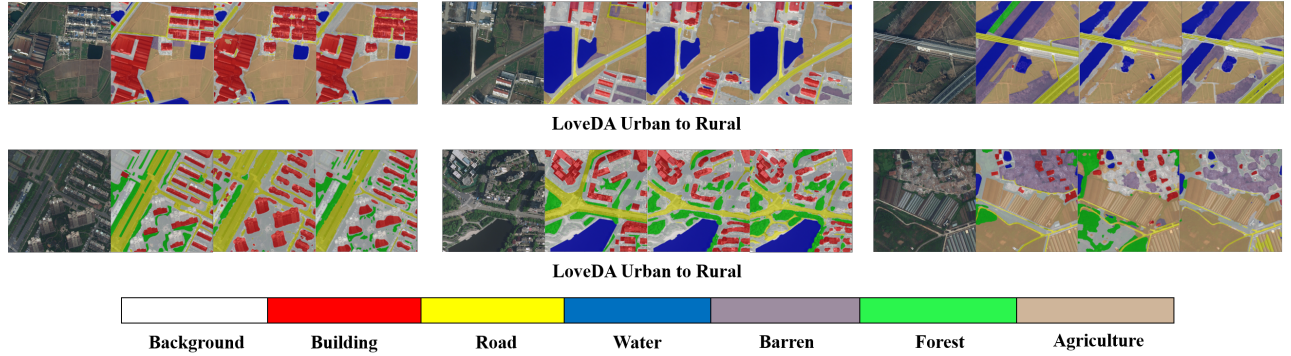 LoveDA Urban to Rural
LoveDA Urban to Rural
Background Building Road Water Barren Forest Agriculture